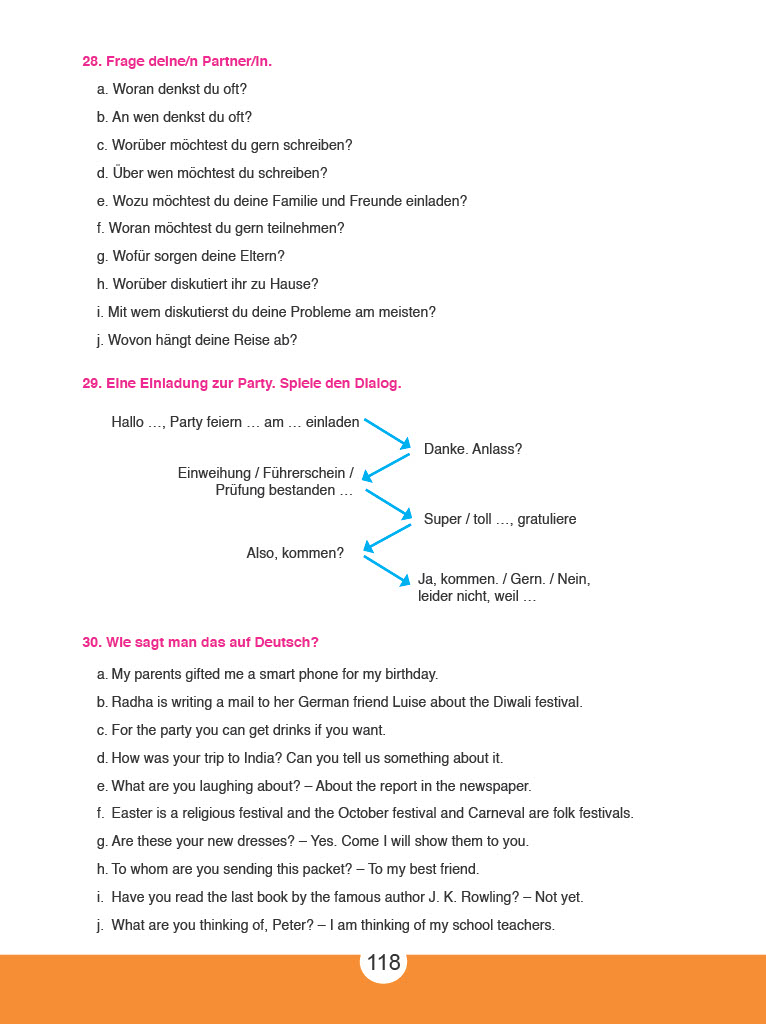 28. Frage deine/n Partner/in.
a. Woran denkst du oft?
b. An wen denkst du oft?
c. Worüber möchtest du gern schreiben?
d. Über wen möchtest du schreiben?
e. Wozu möchtest du deine Familie und Freunde einladen?
f. Woran möchtest du gern teilnehmen?
g. Wofür sorgen deine Eltern?
h. Worüber diskutiert ihr zu Hause?
i. Mit wem diskutierst du deine Probleme am meisten?
j. Wovon hängt deine Reise ab?
29. Eine Einladung zur Party. Spiele den Dialog.
Hallo …, Party feiern … am … einladen
Danke. Anlass?
Einweihung / Führerschein /
Prüfung bestanden …
Super / toll …, gratuliere
Also, kommen?
Ja, kommen. / Gern. / Nein,
leider nicht, weil …
30. Wie sagt man das auf Deutsch?
a. My parents gifted me a smart phone for my birthday.
b. Radha is writing a mail to her German friend Luise about the Diwali festival.
c. For the party you can get drinks if you want.
d. How was your trip to India? Can you tell us something about it.
e. What are you laughing about? – About the report in the newspaper.
f. Easter is a religious festival and the October festival and Carneval are folk festivals.
g. Are these your new dresses? – Yes. Come I will show them to you.
h. To whom are you sending this packet? – To my best friend.
i. Have you read the last book by the famous author J. K. Rowling? – Not yet.
j. What are you thinking of, Peter? – I am thinking of my school teachers.
118